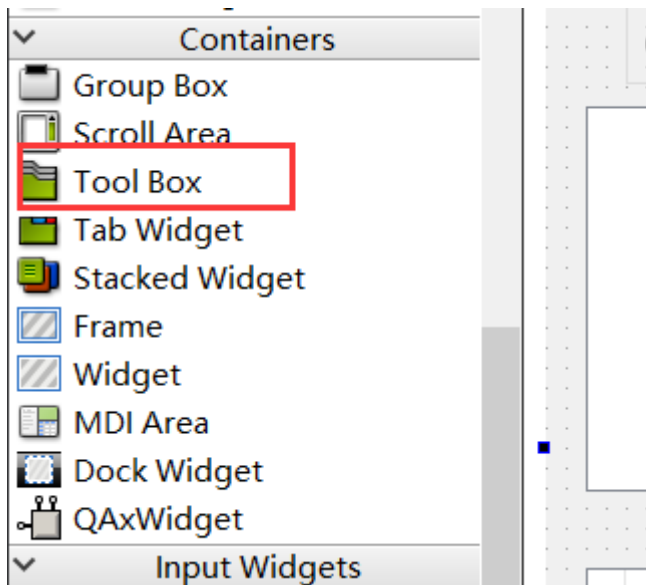 Containers
Group Box
Scroll Area
Tool Box
Tab Widget
Stacked Widget
Frame
Widget
MDI Area
Dock Widget
QAxWidget
Input Widgets